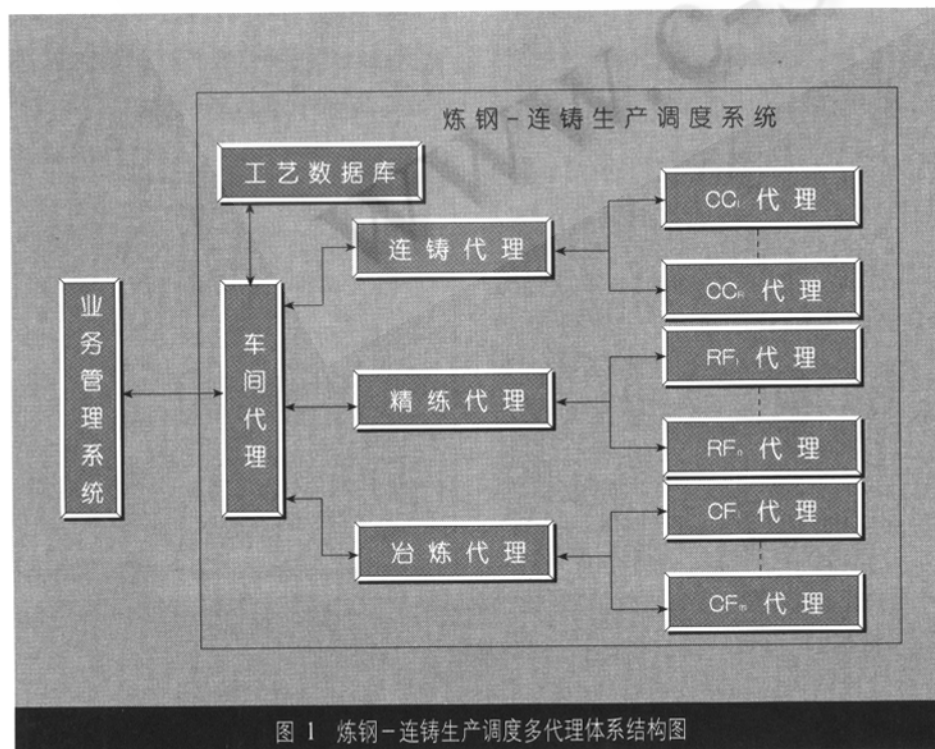 WWW.C
炼钢-连铸生产调度系统
工艺数据库
业务管理系统
车间代理
连铸代理
精练代理
冶炼代理
CC₁ 代理
CC 代理
RF₁ 代理
RFₙ 代理
CF₁ 代理
CFₘ 代理
图 1 炼钢-连铸生产调度多代理体系结构图